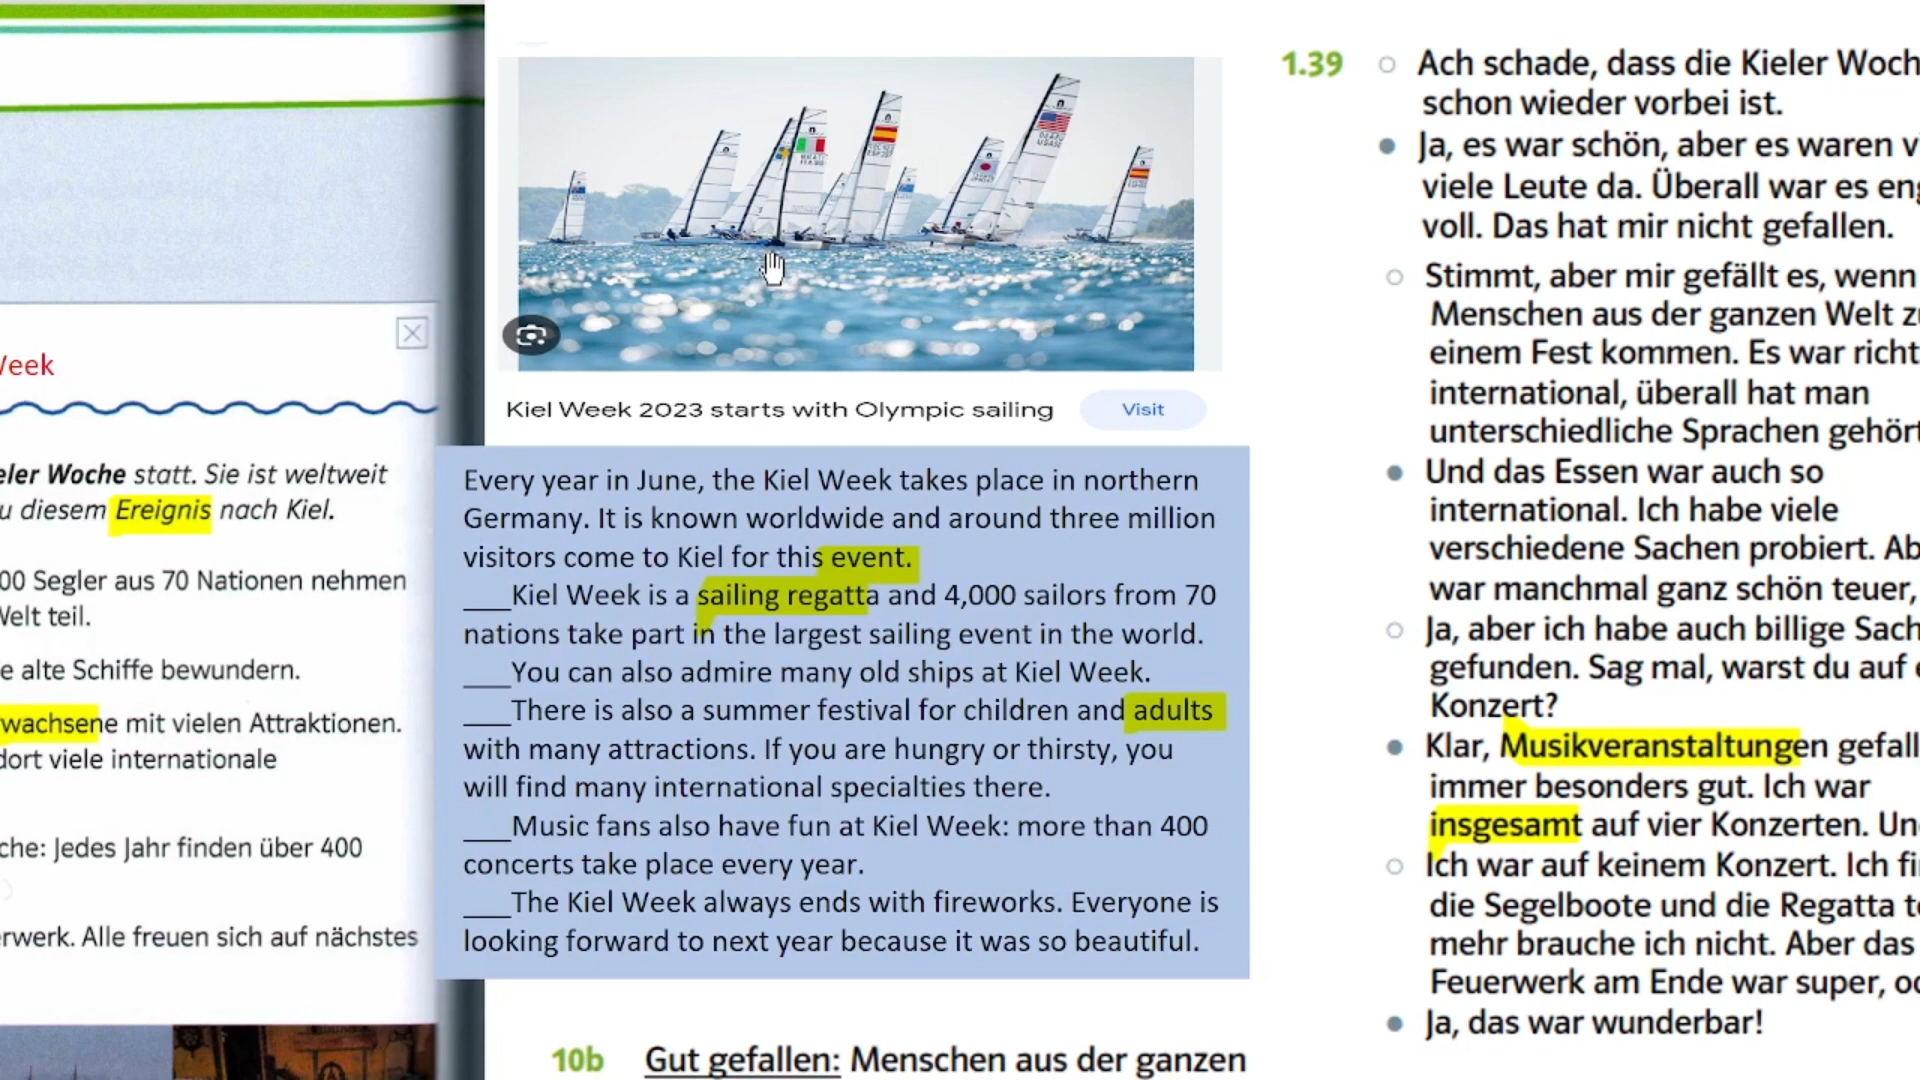 Week
eler Woche statt. Sie ist weltweit
u diesem Ereignis nach Kiel.
00 Segler aus 70 Nationen nehmen
Welt teil.
e alte Schiffe bewundern.
wachsene mit vielen Attraktionen.
dort viele internationale
che: Jedes Jahr finden über 400
erwerk. Alle freuen sich auf nächstes
Kiel Week 2023 starts with Olympic sailing
Visit
Every year in June, the Kiel Week takes place in northern
Germany. It is known worldwide and around three million
visitors come to Kiel for this event.
___Kiel Week is a sailing regatta and 4,000 sailors from 70
nations take part in the largest sailing event in the world.
___You can also admire many old ships at Kiel Week.
___There is also a summer festival for children and adults
with many attractions. If you are hungry or thirsty, you
will find many international specialties there.
___Music fans also have fun at Kiel Week: more than 400
concerts take place every year.
___The Kiel Week always ends with fireworks. Everyone is
looking forward to next year because it was so beautiful.
10b Gut gefallen: Menschen aus der ganzen
1.39
Ach schade, dass die Kieler Woch
schon wieder vorbei ist.
Ja, es war schön, aber es waren v
viele Leute da. Überall war es eng
voll. Das hat mir nicht gefallen.
Stimmt, aber mir gefällt es, wenn
Menschen aus der ganzen Welt zu
einem Fest kommen. Es war richt
international, überall hat man
unterschiedliche Sprachen gehört
Und das Essen war auch so
international. Ich habe viele
verschiedene Sachen probiert. Ab
war manchmal ganz schön teuer,
Ja, aber ich habe auch billige Sach
gefunden. Sag mal, warst du auf e
Konzert?
Klar, Musikveranstaltungen gefall
immer besonders gut. Ich war
insgesamt auf vier Konzerten. Un
Ich war auf keinem Konzert. Ich fi
die Segelboote und die Regatta to
mehr brauche ich nicht. Aber das
Feuerwerk am Ende war super, o
Ja, das war wunderbar!